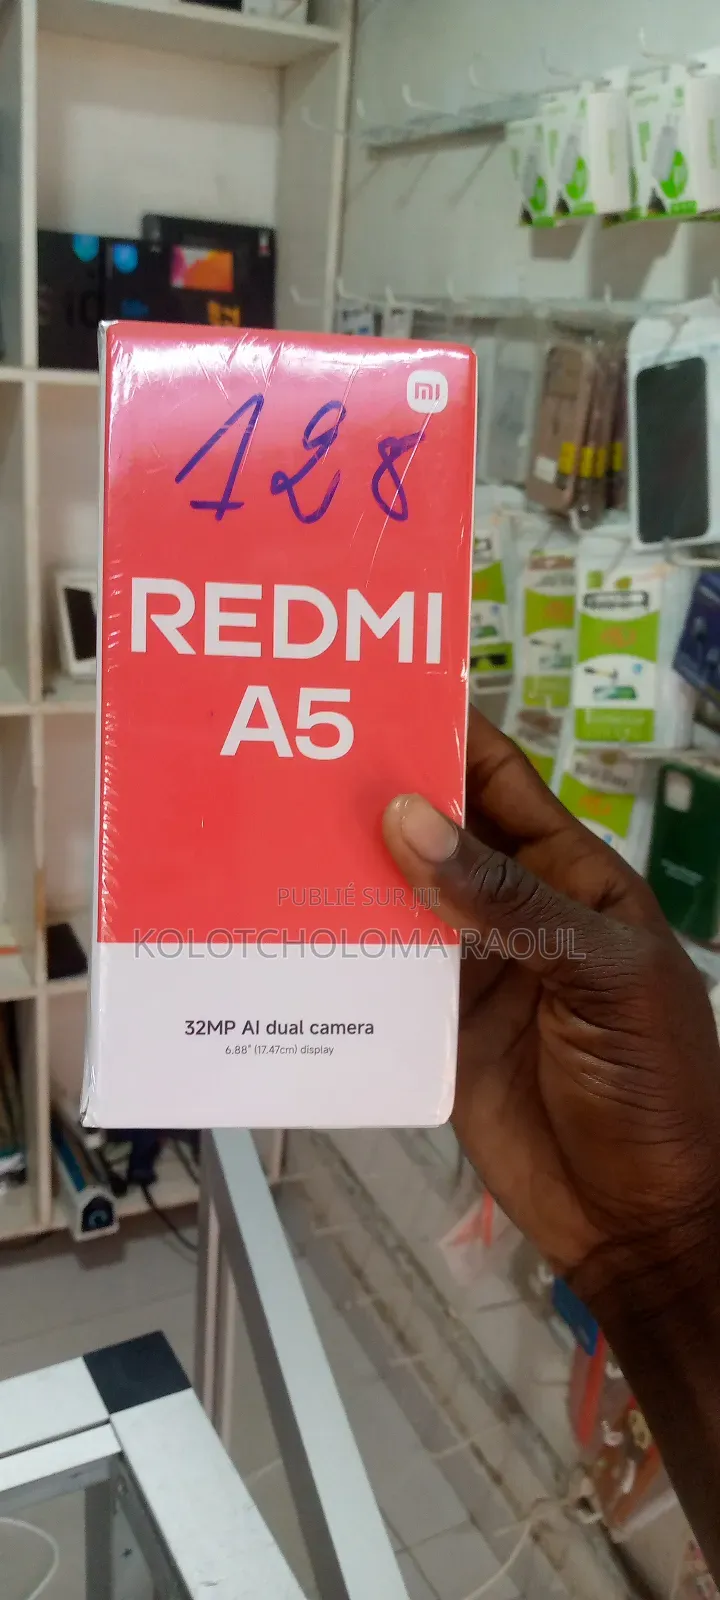 mi
128
REDMI
A5
PUBLIÉ SUR JIJI
KOLOTCHOLOMA RAOUL
32MP AI dual camera
6.88" (17.47cm) display